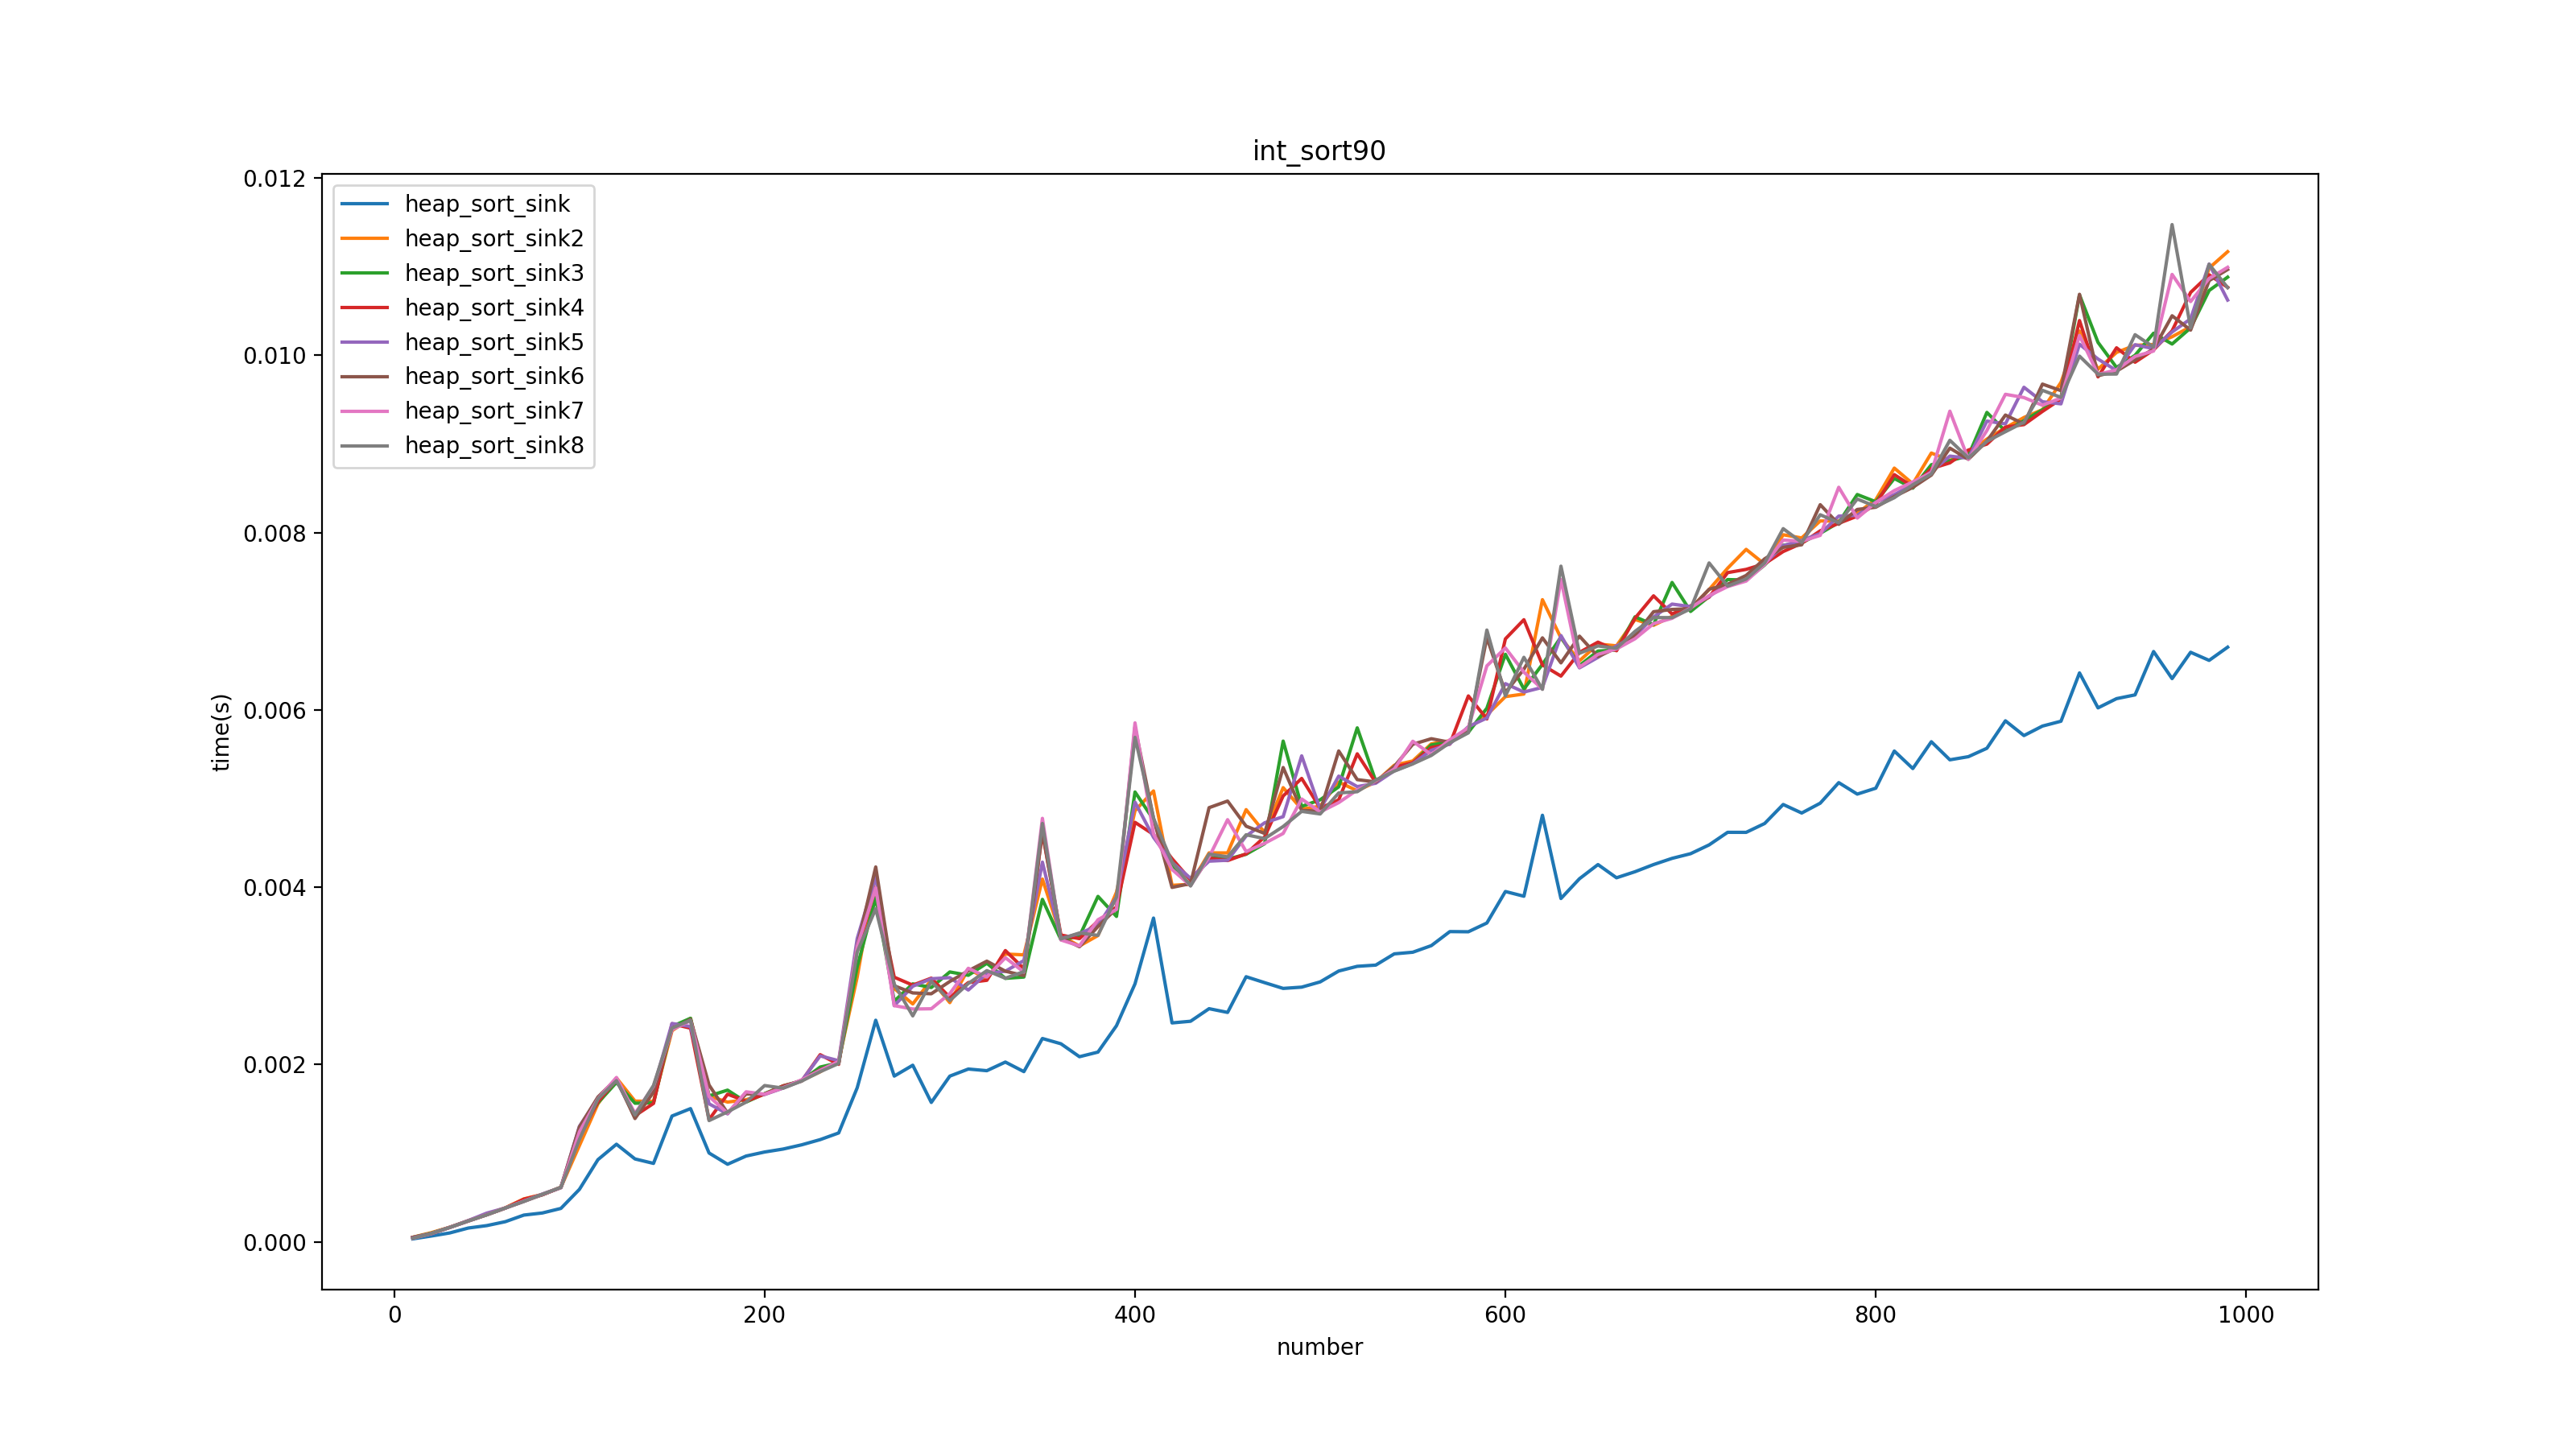 int_sort90
0.012
0.010
0.008
0.006
0.004
0.002
0.000
time(s)
heap_sort_sink
heap_sort_sink2
heap_sort_sink3
heap_sort_sink4
heap_sort_sink5
heap_sort_sink6
heap_sort_sink7
heap_sort_sink8
0 200 400 600 800 1000
number